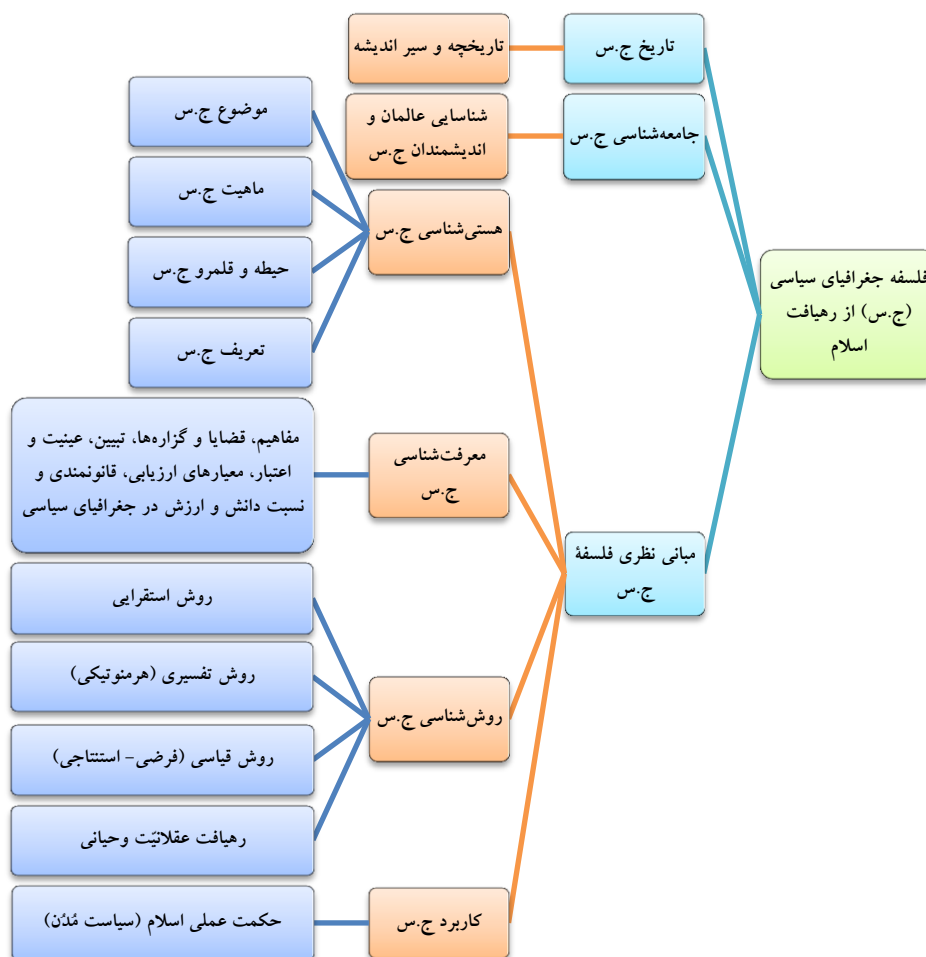 فلسفه جغرافیای سیاسی
(ج.س) از رهیافت
اسلام
تاریخ ج.س
تاریخچه و سیر اندیشه
جامعه‌شناسی ج.س
شناسایی عالمان و
اندیشمندان ج.س
مبانی نظری فلسفهٔ
ج.س
هستی‌شناسی ج.س
موضوع ج.س
ماهیت ج.س
حیطه و قلمرو ج.س
تعریف ج.س
معرفت‌شناسی
ج.س
مفاهیم، قضایا و گزاره‌ها، تبیین، عینیت و
اعتبار، معیارهای ارزیابی، قانونمندی و
نسبت دانش و ارزش در جغرافیای سیاسی
روش‌شناسی ج.س
روش استقرایی
روش تفسیری (هرمنوتیکی)
روش قیاسی (فرضی- استنتاجی)
رهیافت عقلانیّت وحیانی
کاربرد ج.س
حکمت عملی اسلام (سیاست مُدُن)